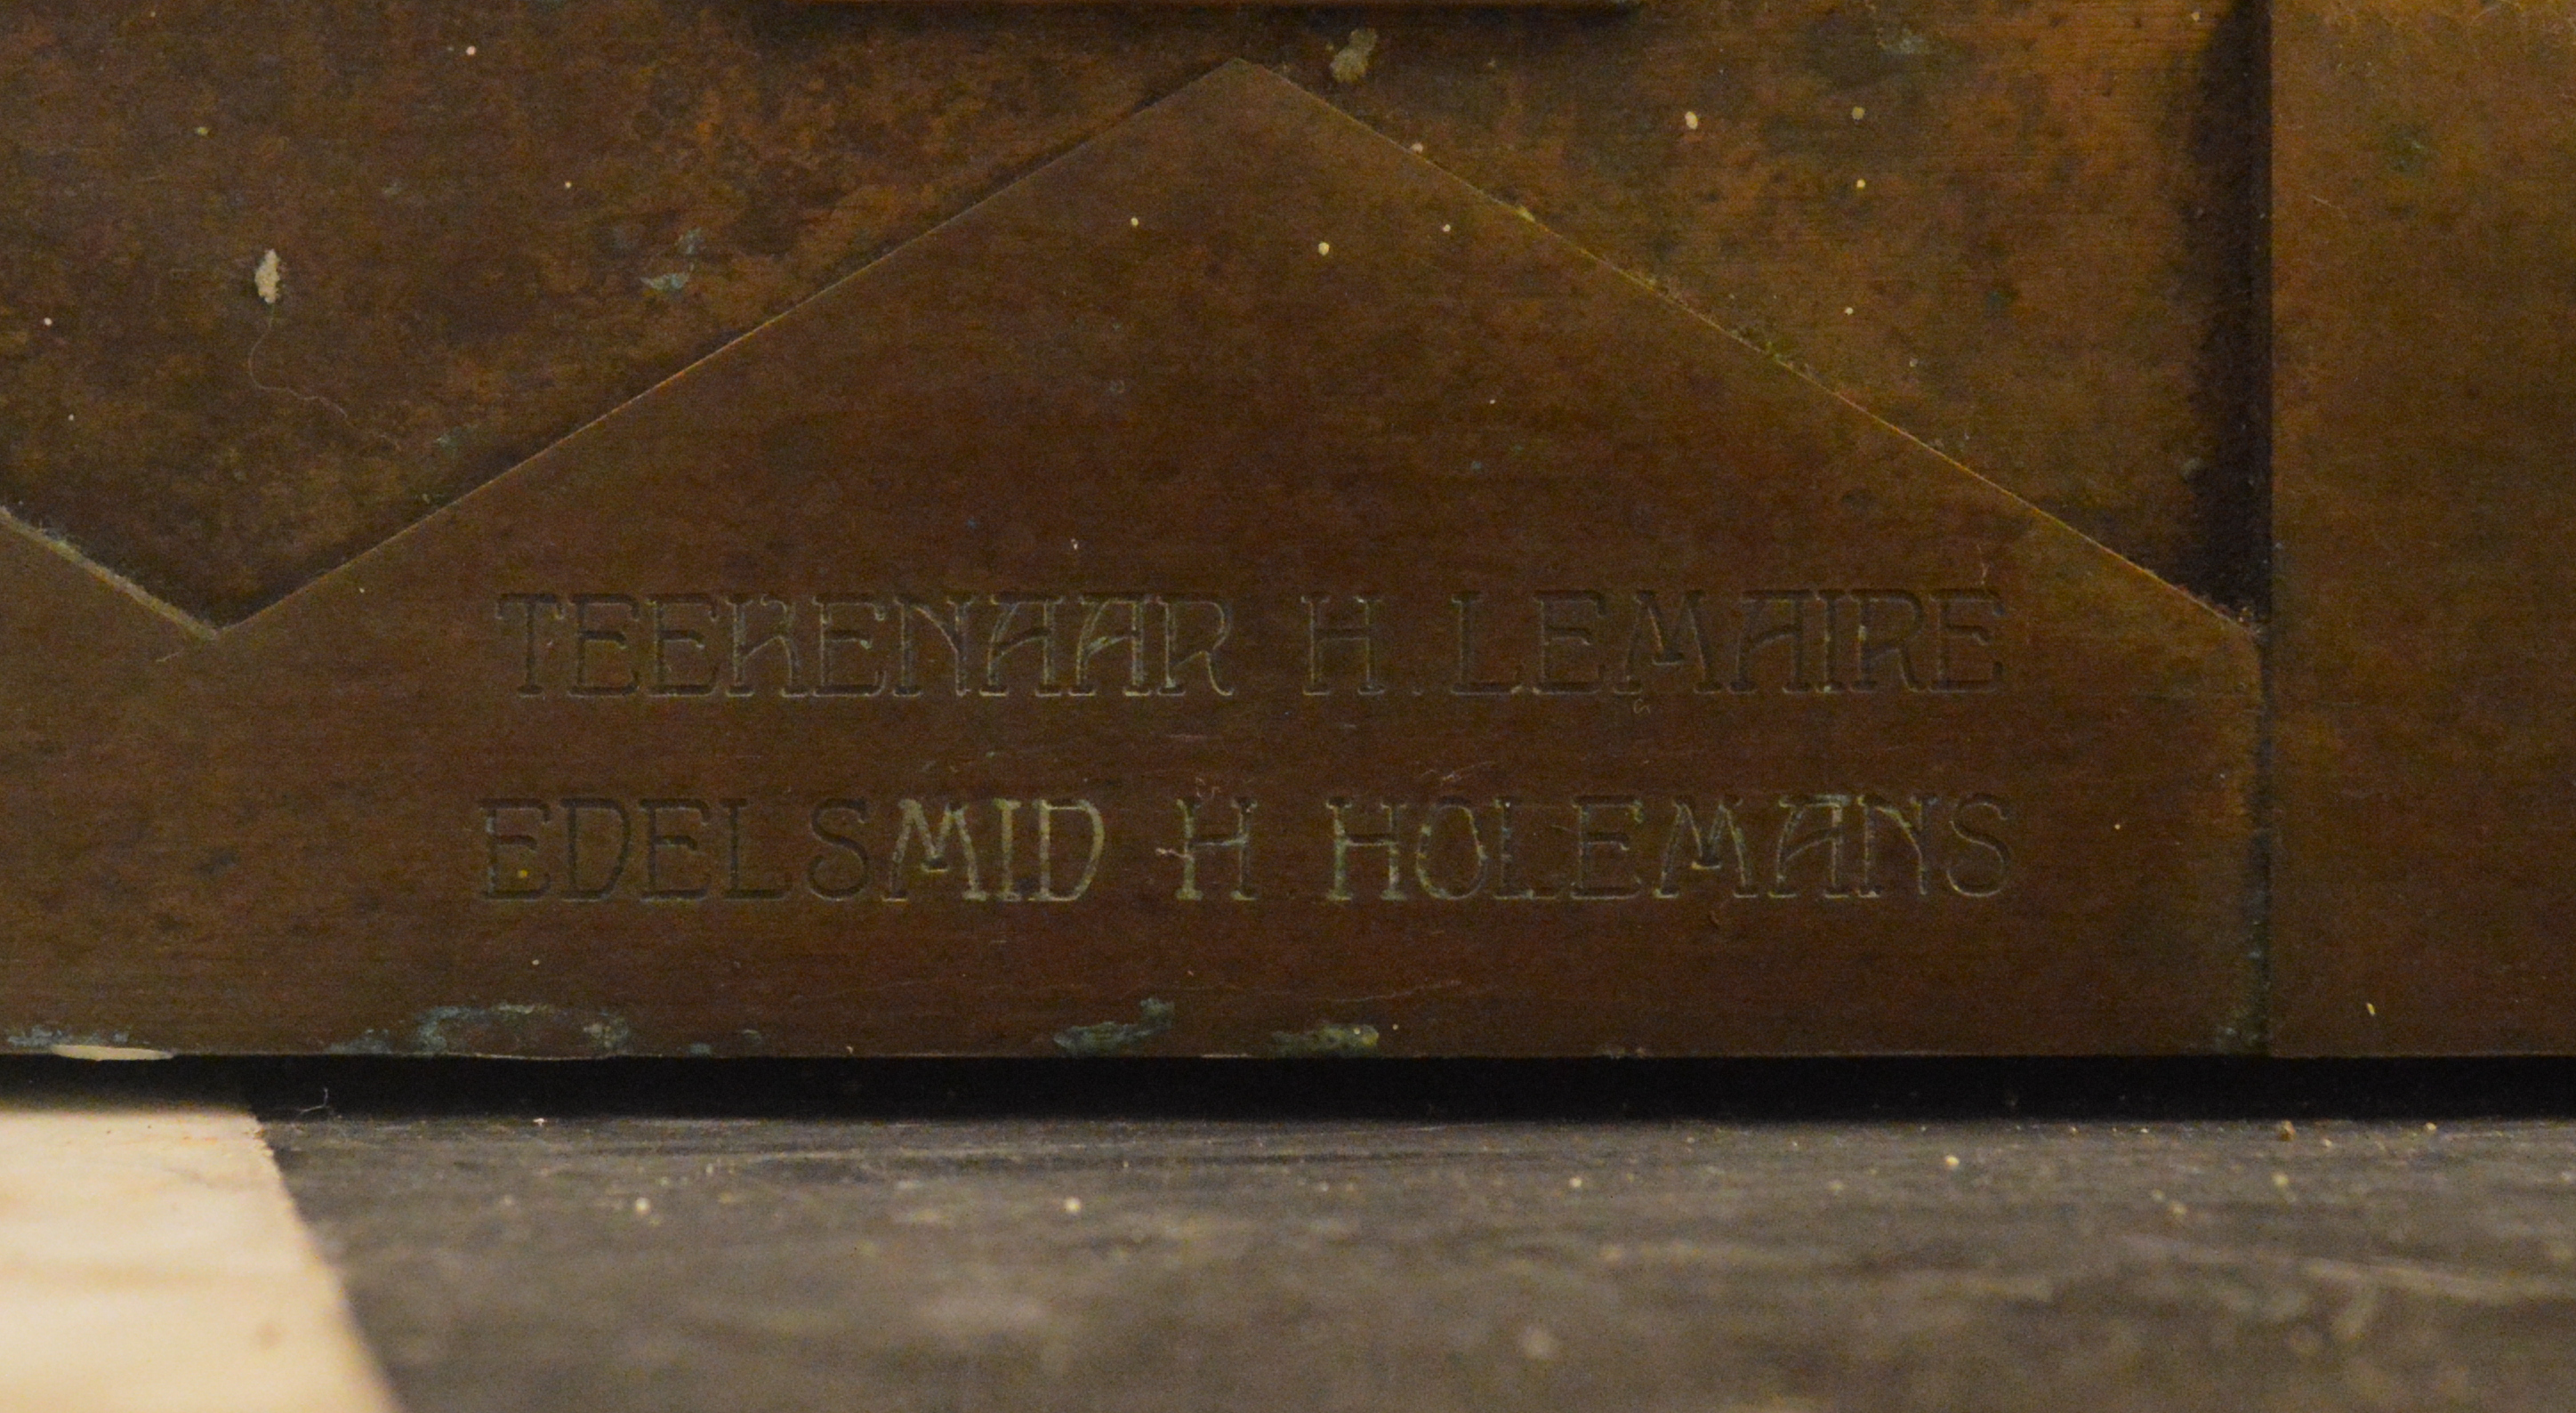 TEEKENAAR H. LEMAIRE
EDELSMID H HOLEMANS